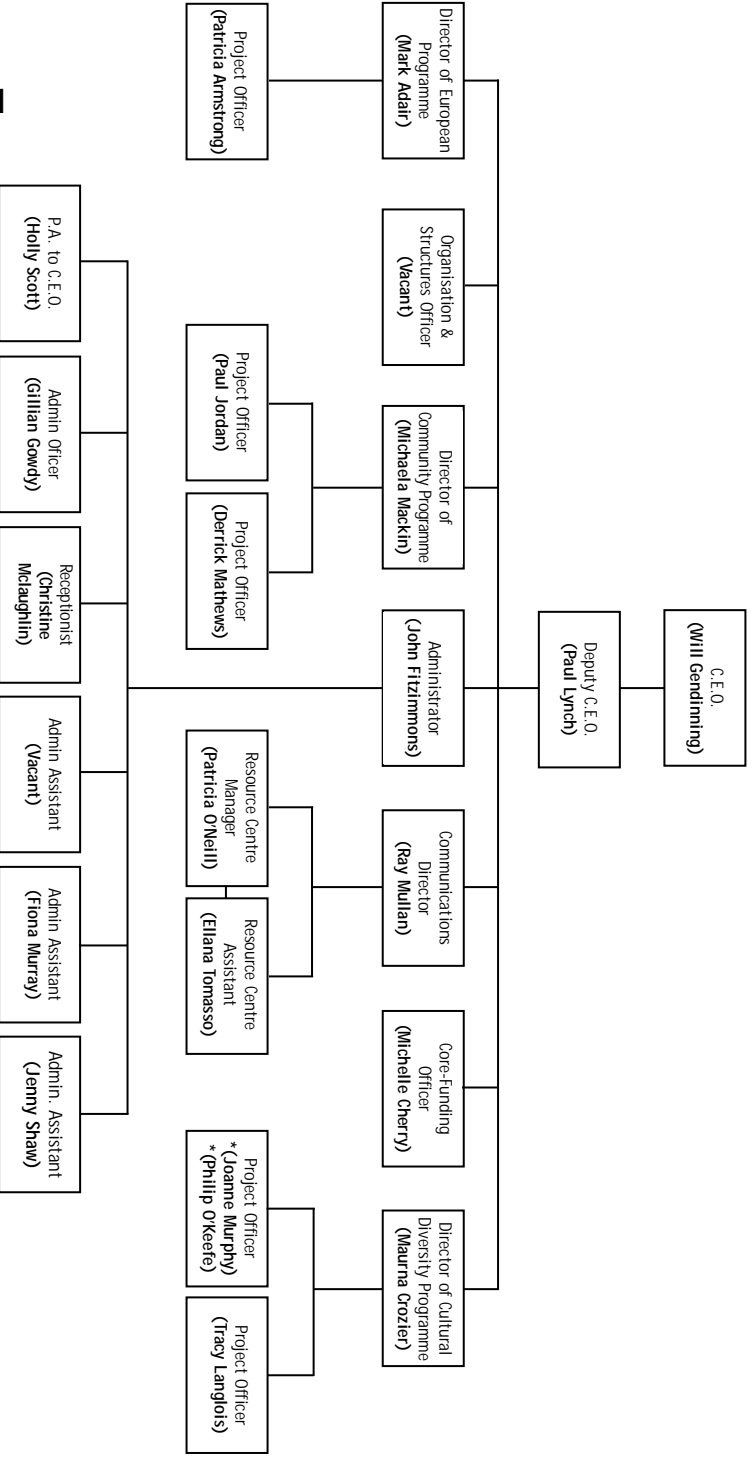 C.E.O.
(Will Gendinning)
Deputy C.E.O.
(Paul Lynch)
Director of European
Programme
(Mark Adair)
Organisation &
Structures Officer
(Vacant)
Director of
Community Programme
(Michaela Mackin)
Administrator
(John Fitzimmons)
Communications
Director
(Ray Mullan)
Core-Funding
Officer
(Michelle Cherry)
Director of Cultural
Diversity Programme
(Maurna Crozier)
Project Officer
(Patricia Armstrong)
Project Officer
(Paul Jordan)
Project Officer
(Derrick Mathews)
Resource Centre
Manager
(Patricia O'Neill)
Resource Centre
Assistant
(Ellana Tomasso)
Project Officer
*(Joanne Murphy)
*(Philip O'Keefe)
Project Officer
(Tracy Langlois)
P.A. to C.E.O.
(Holly Scott)
Admin Oficer
(Gillian Gowdy)
Receptionist
(Christine
Mclaughlin)
Admin Assistant
(Vacant)
Admin Assistant
(Fiona Murray)
Admin. Assistant
(Jenny Shaw)